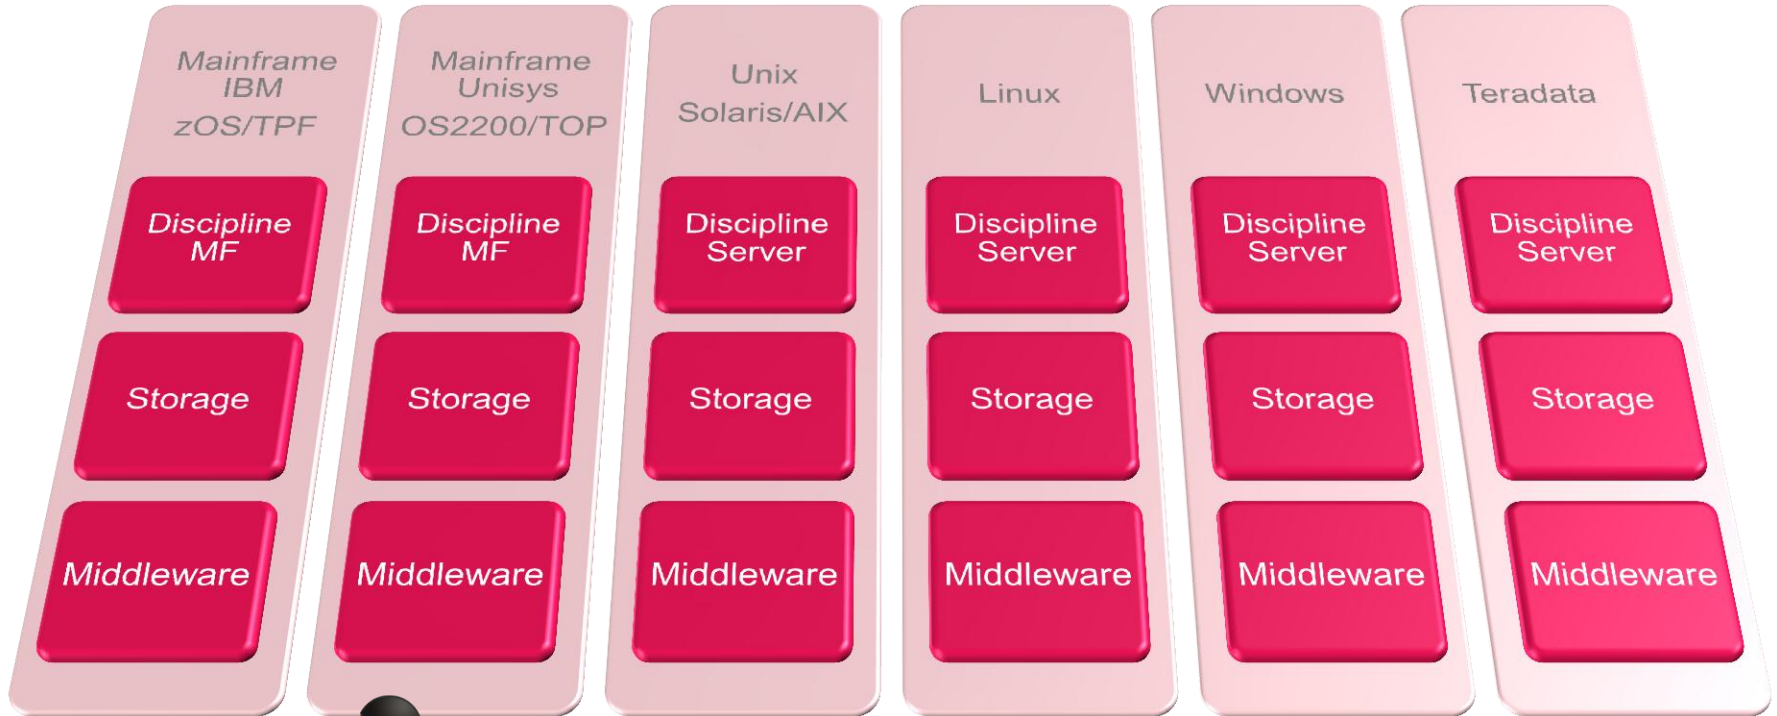 Mainframe
IBM
zOS/TPF
Discipline
MF
Storage
Middleware
Mainframe
Unisys
OS2200/TOP
Discipline
MF
Storage
Middleware
Unix
Solaris/AIX
Discipline
Server
Storage
Middleware
Linux
Discipline
Server
Storage
Middleware
Windows
Discipline
Server
Storage
Middleware
Teradata
Discipline
Server
Storage
Middleware